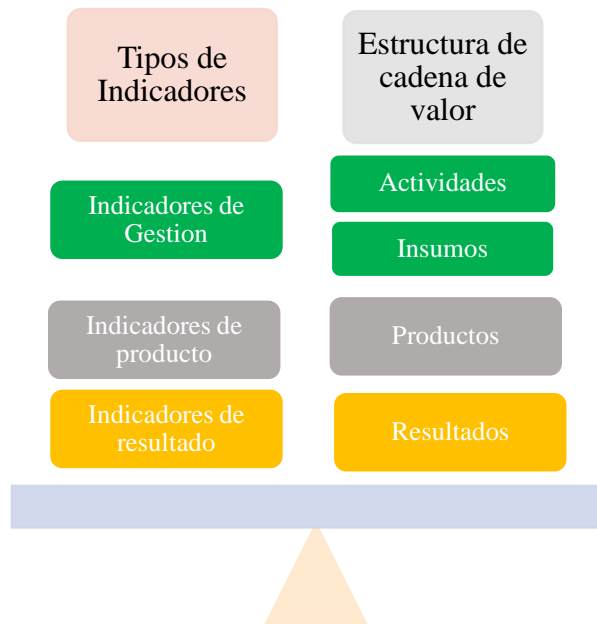 Tipos de
Indicadores
Estructura de
cadena de
valor
Indicadores de
Gestion
Actividades
Insumos
Indicadores de
producto
Productos
Indicadores de
resultado
Resultados